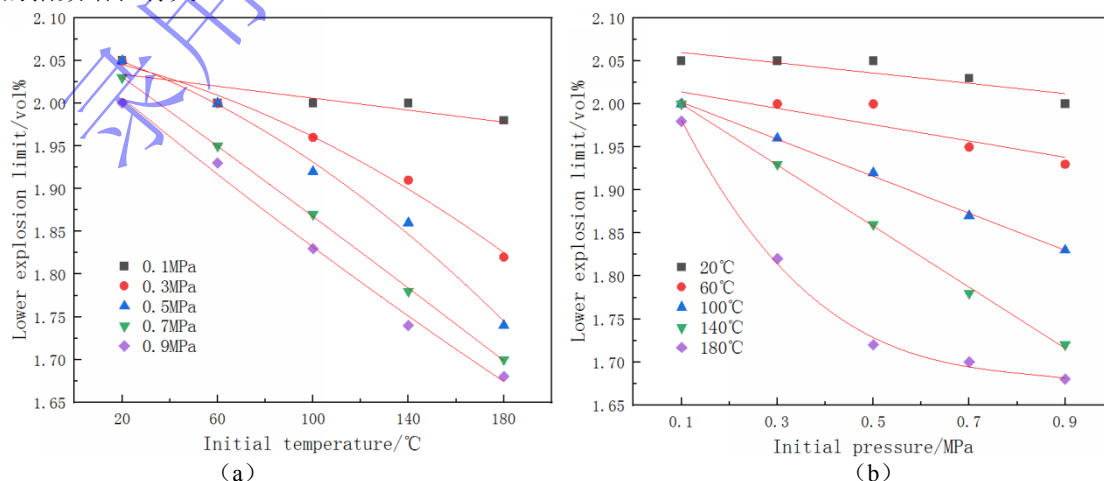 2.10
2.05
2.00
1.95
1.90
1.85
1.80
1.75
1.70
1.65
Lower explosion limit/vol%
0.1MPa
0.3MPa
0.5MPa
0.7MPa
0.9MPa
20 60 100 140 180
Initial temperature/℃
(a)
2.10
2.05
2.00
1.95
1.90
1.85
1.80
1.75
1.70
1.65
Lower explosion limit/vol%
20℃
60℃
100℃
140℃
180℃
0.1 0.3 0.5 0.7 0.9
Initial pressure/MPa
(b)